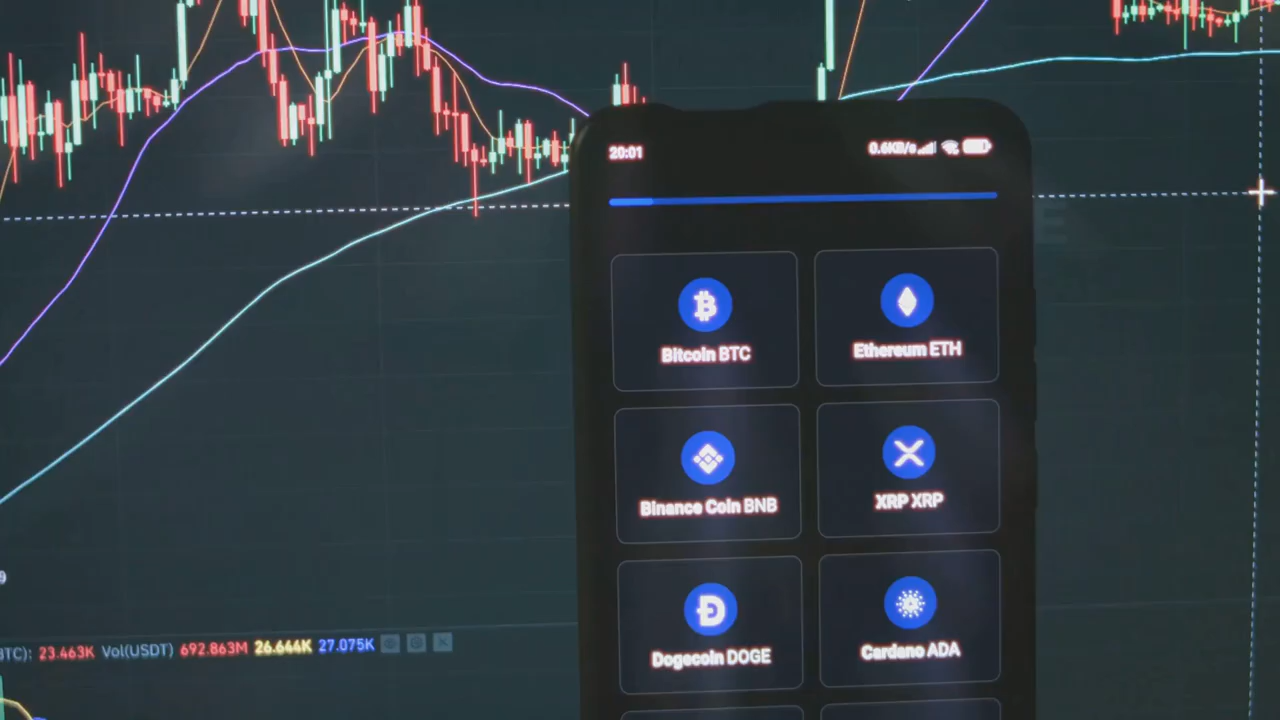 20:01
0.6KB/s
Bitcoin BTC
Ethereum ETH
Binance Coin BNB
XRP XRP
Dogecoin DOGE
Cardano ADA
9
BTC): 23.463K Vol(USDT) 692.863M 26.644K 27.075K